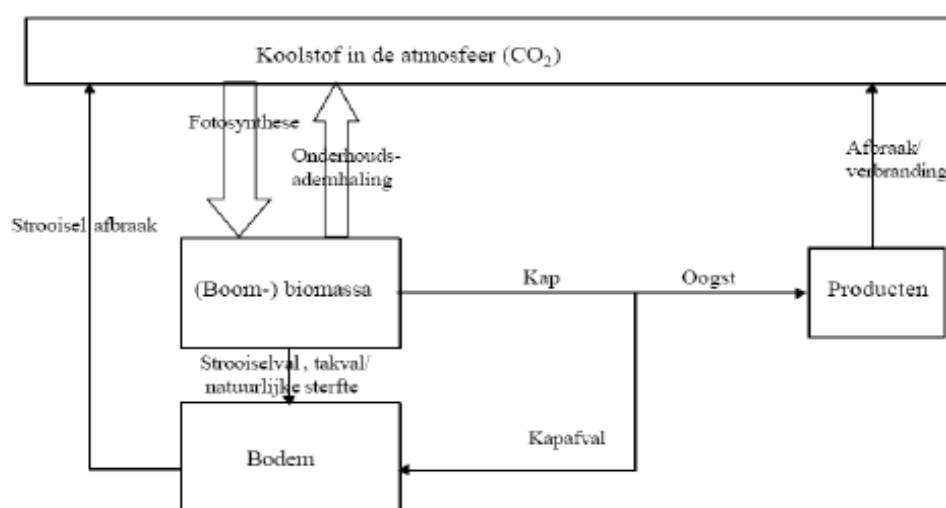 Koolstof in de atmosfeer (CO₂)
Fotosynthese
Onderhouds-
ademhaling
Afbraak/
verbranding
Strooisel afbraak
(Boom-) biomassa
Kap
Oogst
Producten
Strooiselval, takval/
natuurlijke sterfte
Kapafval
Bodem